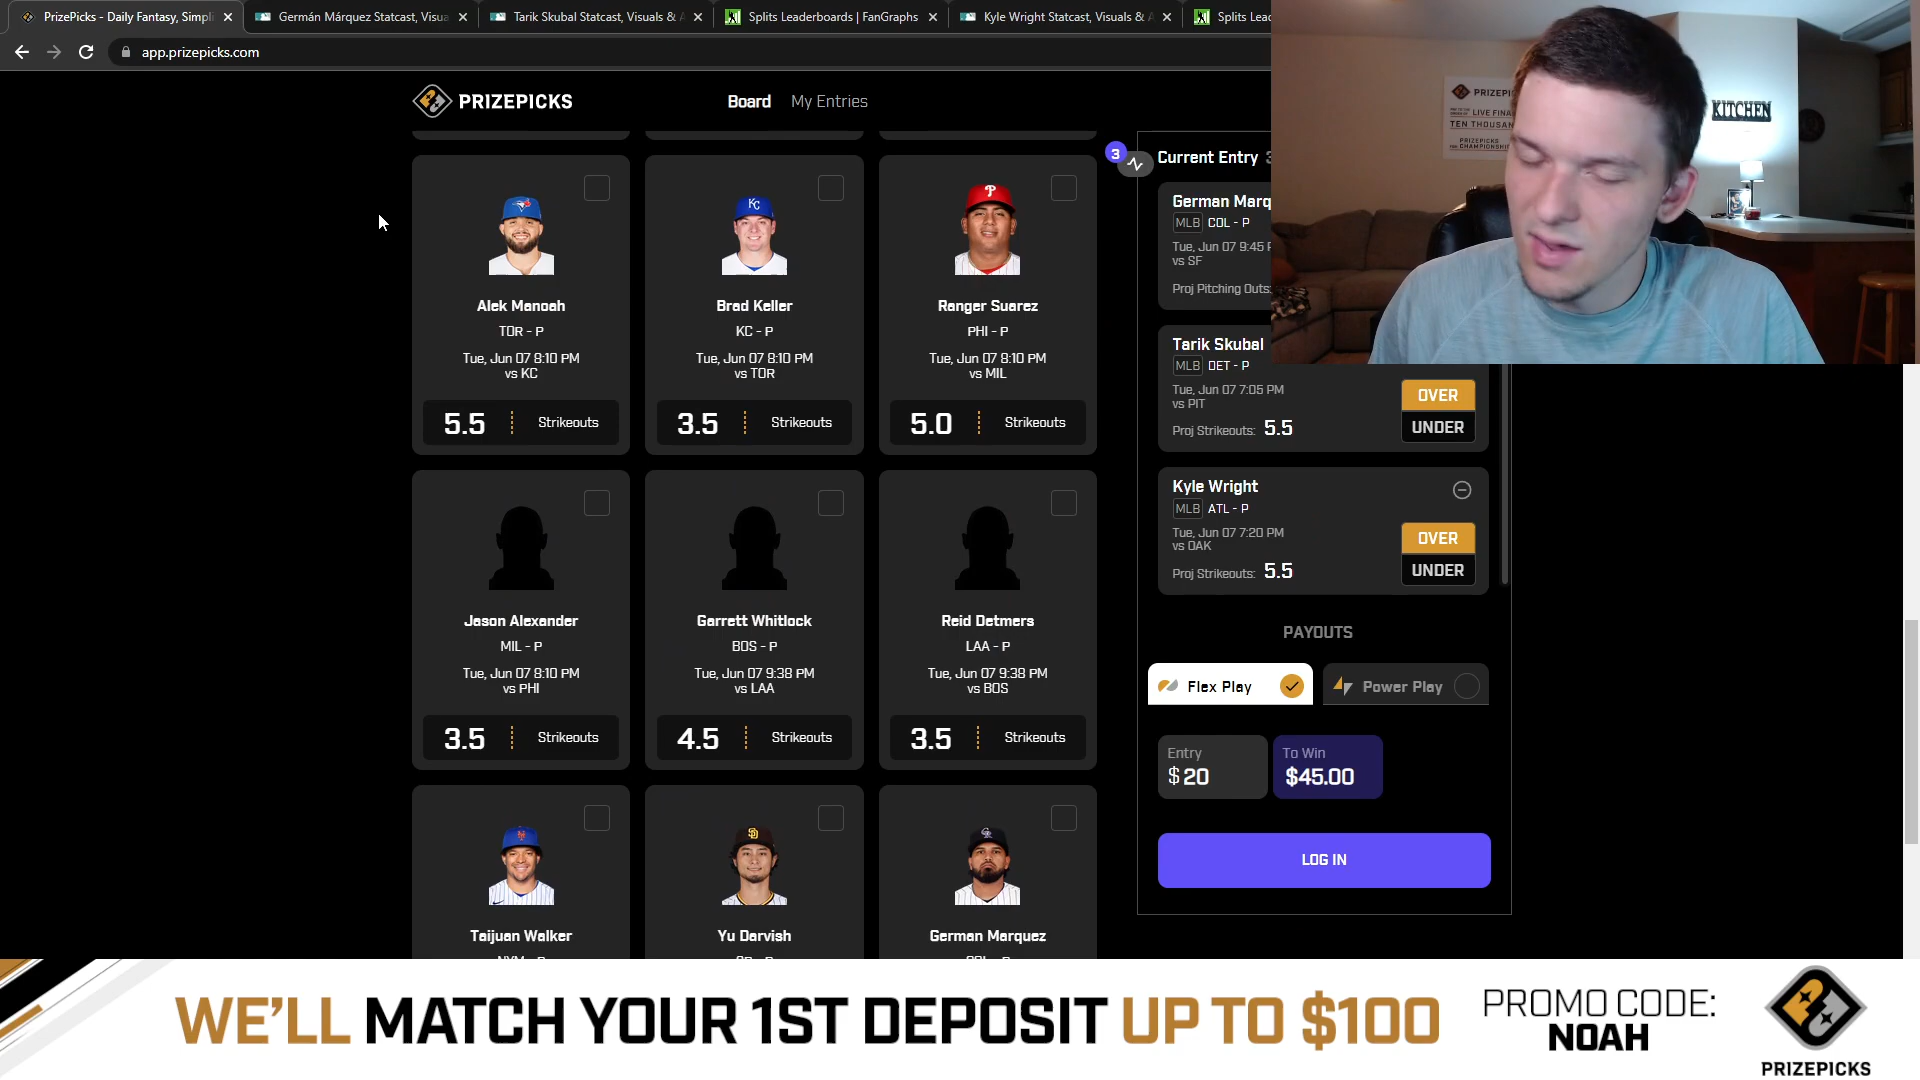 PrizePicks - Daily Fantasy, Simpli
Germán Márquez Statcast, Visua
Tarik Skubal Statcast, Visuals & A
Splits Leaderboards | FanGraphs
Kyle Wright Statcast, Visuals & A
Splits Lea
app.prizepicks.com
PRIZEPICKS
Board
My Entries
3
Current Entry
Alek Manoah
TOR - P
Tue, Jun 07 8:10 PM
vs KC
5.5
Strikeouts
Brad Keller
KC - P
Tue, Jun 07 8:10 PM
vs TOR
3.5
Strikeouts
Ranger Suarez
PHI - P
Tue, Jun 07 8:10 PM
vs MIL
5.0
Strikeouts
Jason Alexander
MIL - P
Tue, Jun 07 8:10 PM
vs PHI
3.5
Strikeouts
Garrett Whitlock
BOS - P
Tue, Jun 07 9:38 PM
vs LAA
4.5
Strikeouts
Reid Detmers
LAA - P
Tue, Jun 07 9:38 PM
vs BOS
3.5
Strikeouts
Taijuan Walker
Yu Darvish
German Marquez
German Marq
MLB COL - P
Tue, Jun 07 9:45
vs SF
Proj Pitching Outs:
Tarik Skubal
MLB DET - P
Tue, Jun 07 7:05 PM
vs PIT
Proj Strikeouts: 5.5
OVER
UNDER
Kyle Wright
MLB ATL - P
Tue, Jun 07 7:20 PM
vs OAK
Proj Strikeouts: 5.5
OVER
UNDER
PAYOUTS
Flex Play
Power Play
Entry
$20
To Win
$45.00
LOG IN
PRIZEPI
LIVE FINA
TEN THOUSAN
PRIZEPICKS
CHAMPIONSHI
KITCHEN
WE'LL MATCH YOUR 1ST DEPOSIT UP TO $100
PROMO CODE:
NOAH
PRIZEPICKS